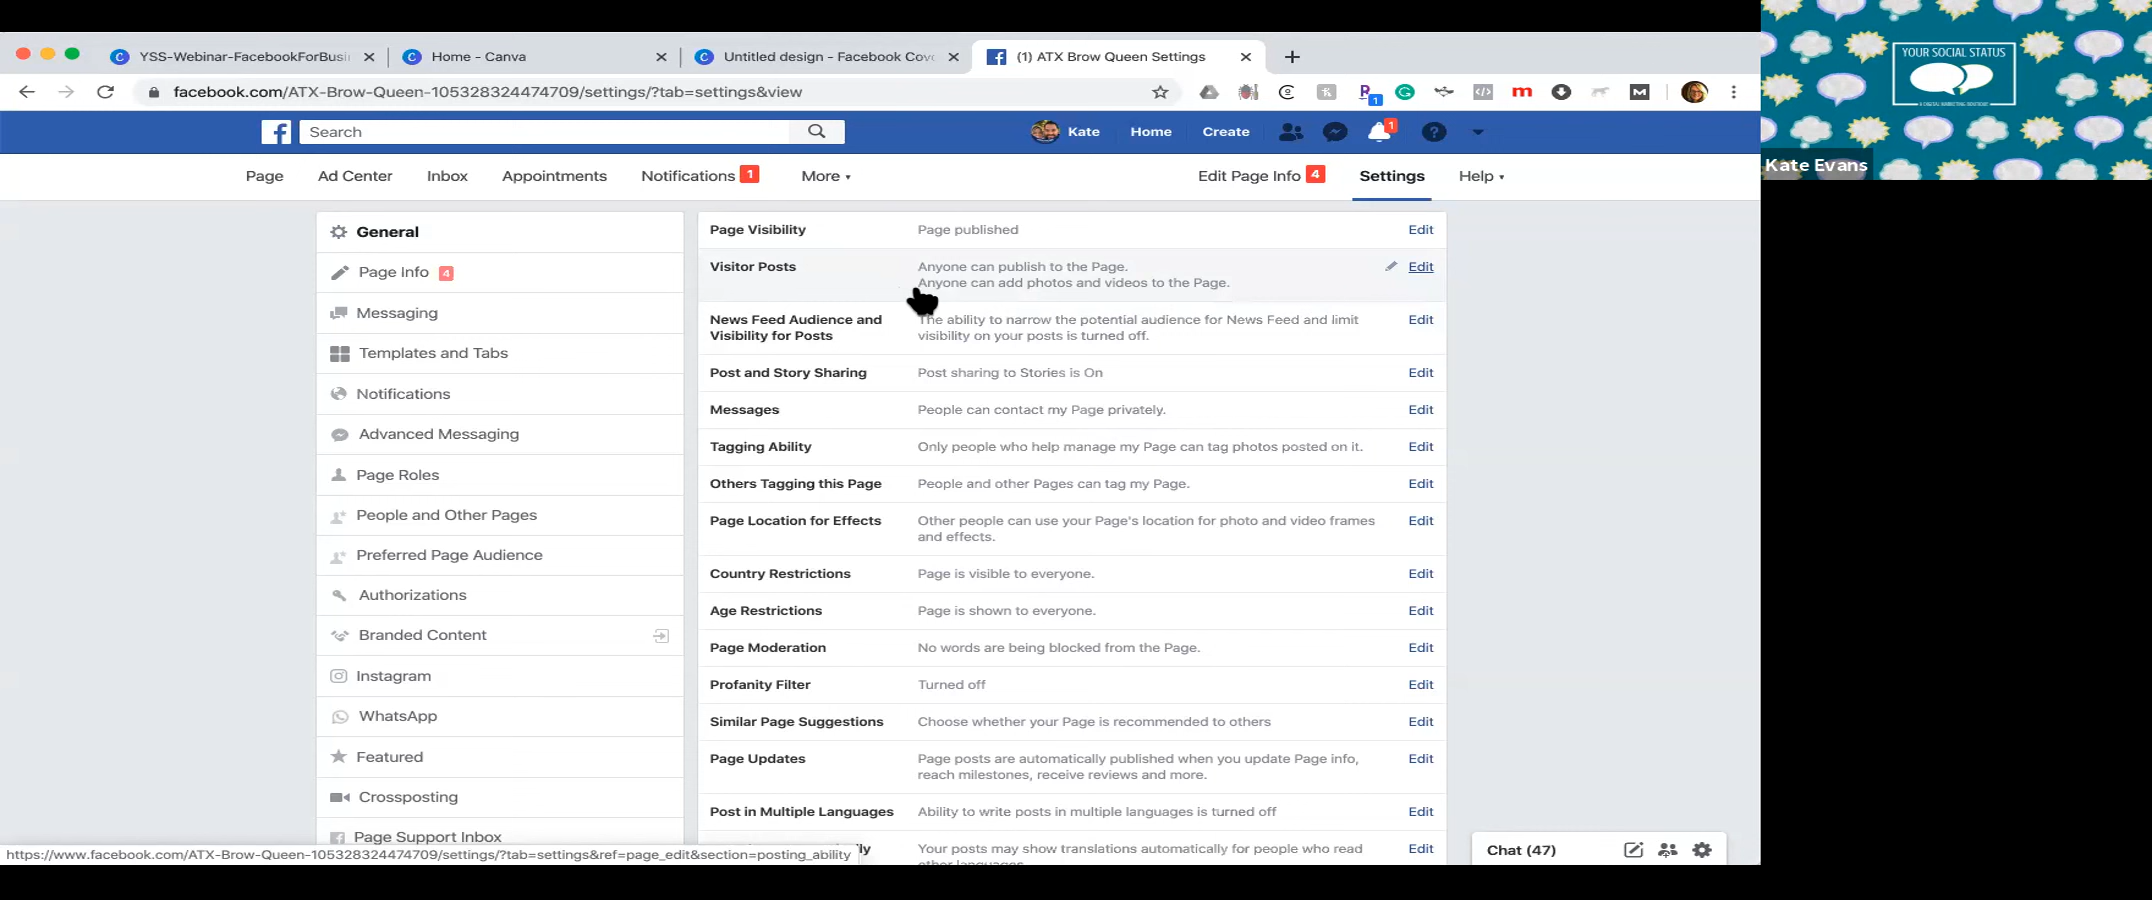 YSS-Webinar-FacebookForBusi
Home - Canva
Untitled design - Facebook Cov
(1) ATX Brow Queen Settings
facebook.com/ATX-Brow-Queen-105328324474709/settings/?tab=settings&view
1
Search
Kate
Home
Create
1
Page
Ad Center
Inbox
Appointments
Notifications 1
More
Edit Page Info 4
Settings
Help
General
Page Info 4
Messaging
Templates and Tabs
Notifications
Advanced Messaging
Page Roles
People and Other Pages
Preferred Page Audience
Authorizations
Branded Content
Instagram
WhatsApp
Featured
Crossposting
Page Support Inbox
Page Visibility Page published Edit
Visitor Posts Anyone can publish to the Page. Edit
Anyone can add photos and videos to the Page.
News Feed Audience and The ability to narrow the potential audience for News Feed and limit Edit
Visibility for Posts visibility on your posts is turned off.
Post and Story Sharing Post sharing to Stories is On Edit
Messages People can contact my Page privately. Edit
Tagging Ability Only people who help manage my Page can tag photos posted on it. Edit
Others Tagging this Page People and other Pages can tag my Page. Edit
Page Location for Effects Other people can use your Page's location for photo and video frames Edit
and effects.
Country Restrictions Page is visible to everyone. Edit
Age Restrictions Page is shown to everyone. Edit
Page Moderation No words are being blocked from the Page. Edit
Profanity Filter Turned off Edit
Similar Page Suggestions Choose whether your Page is recommended to others Edit
Page Updates Page posts are automatically published when you update Page info, Edit
reach milestones, receive reviews and more.
Post in Multiple Languages Ability to write posts in multiple languages is turned off Edit
ly Your posts may show translations automatically for people who read Edit
other languages
https://www.facebook.com/ATX-Brow-Queen-105328324474709/settings/?tab=settings&ref=page_edit&section=posting_ability
Chat (47)
YOUR SOCIAL STATUS
Kate Evans